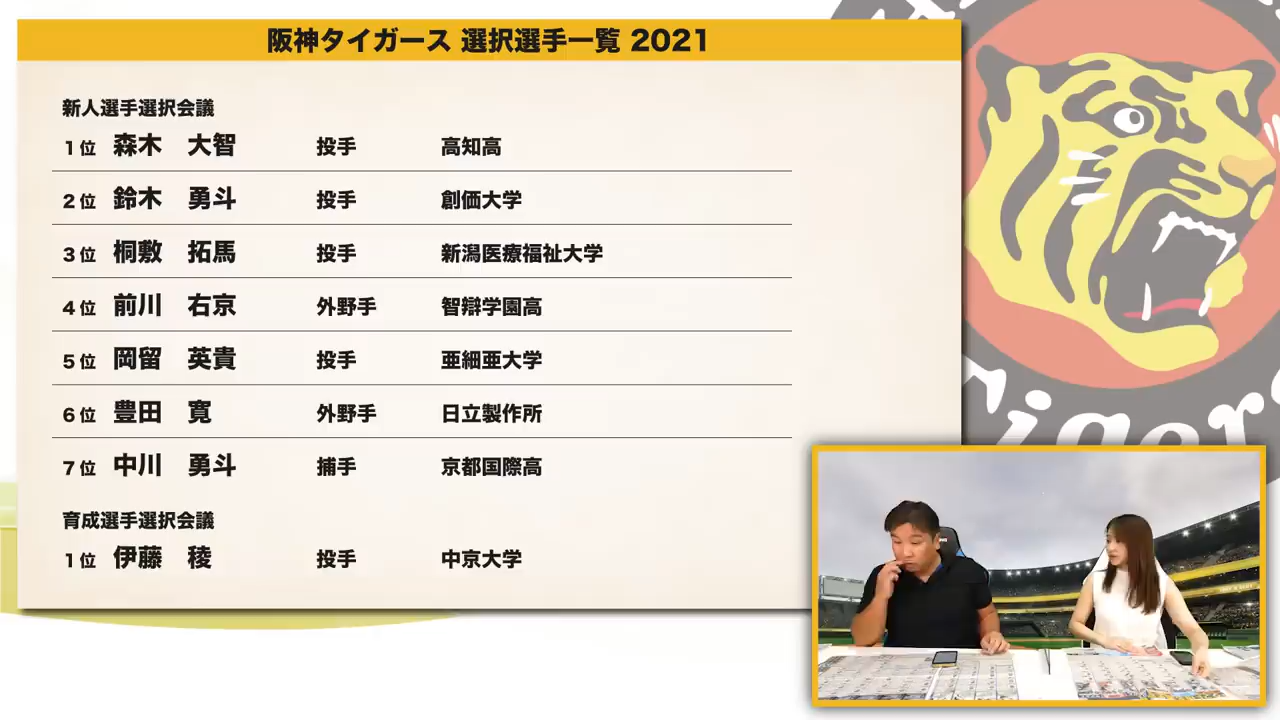 阪神タイガース 選択選手一覧 2021
新人選手選択会議
1位 森木 大智 投手 高知高
2位 鈴木 勇斗 投手 創価大学
3位 桐敷 拓馬 投手 新潟医療福祉大学
4位 前川 右京 外野手 智辯学園高
5位 岡留 英貴 投手 亜細亜大学
6位 豊田 寛 外野手 日立製作所
7位 中川 勇斗 捕手 京都国際高
育成選手選択会議
1位 伊藤 稜 投手 中京大学
Tigers